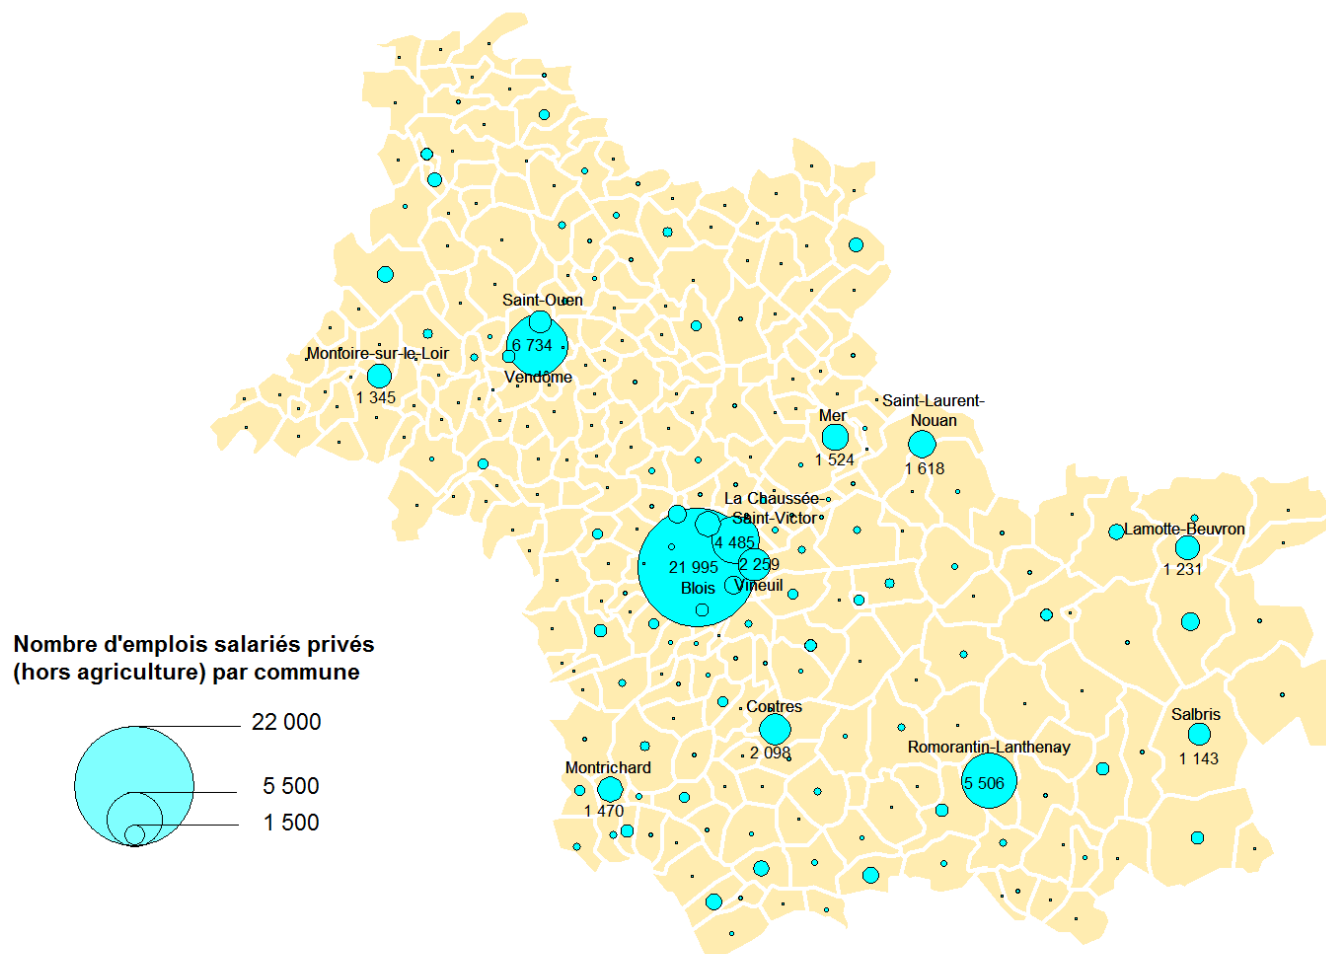 Saint-Ouen
6 734
Vendôme
Monfoire-sur-le-Loir
1 345
Saint-Laurent-
Nouan
1 618
Mer
1 524
La Chaussée-
Saint-Victor
4 485
2 259
21 995
Blois
Vineuil
Lamotte-Beuvron
1 231
Nombre d'emplois salariés privés
(hors agriculture) par commune
22 000
5 500
1 500
Contres
2 098
Salbris
1 143
Romorantin-Lanthenay
5 506
Montrichard
1 470